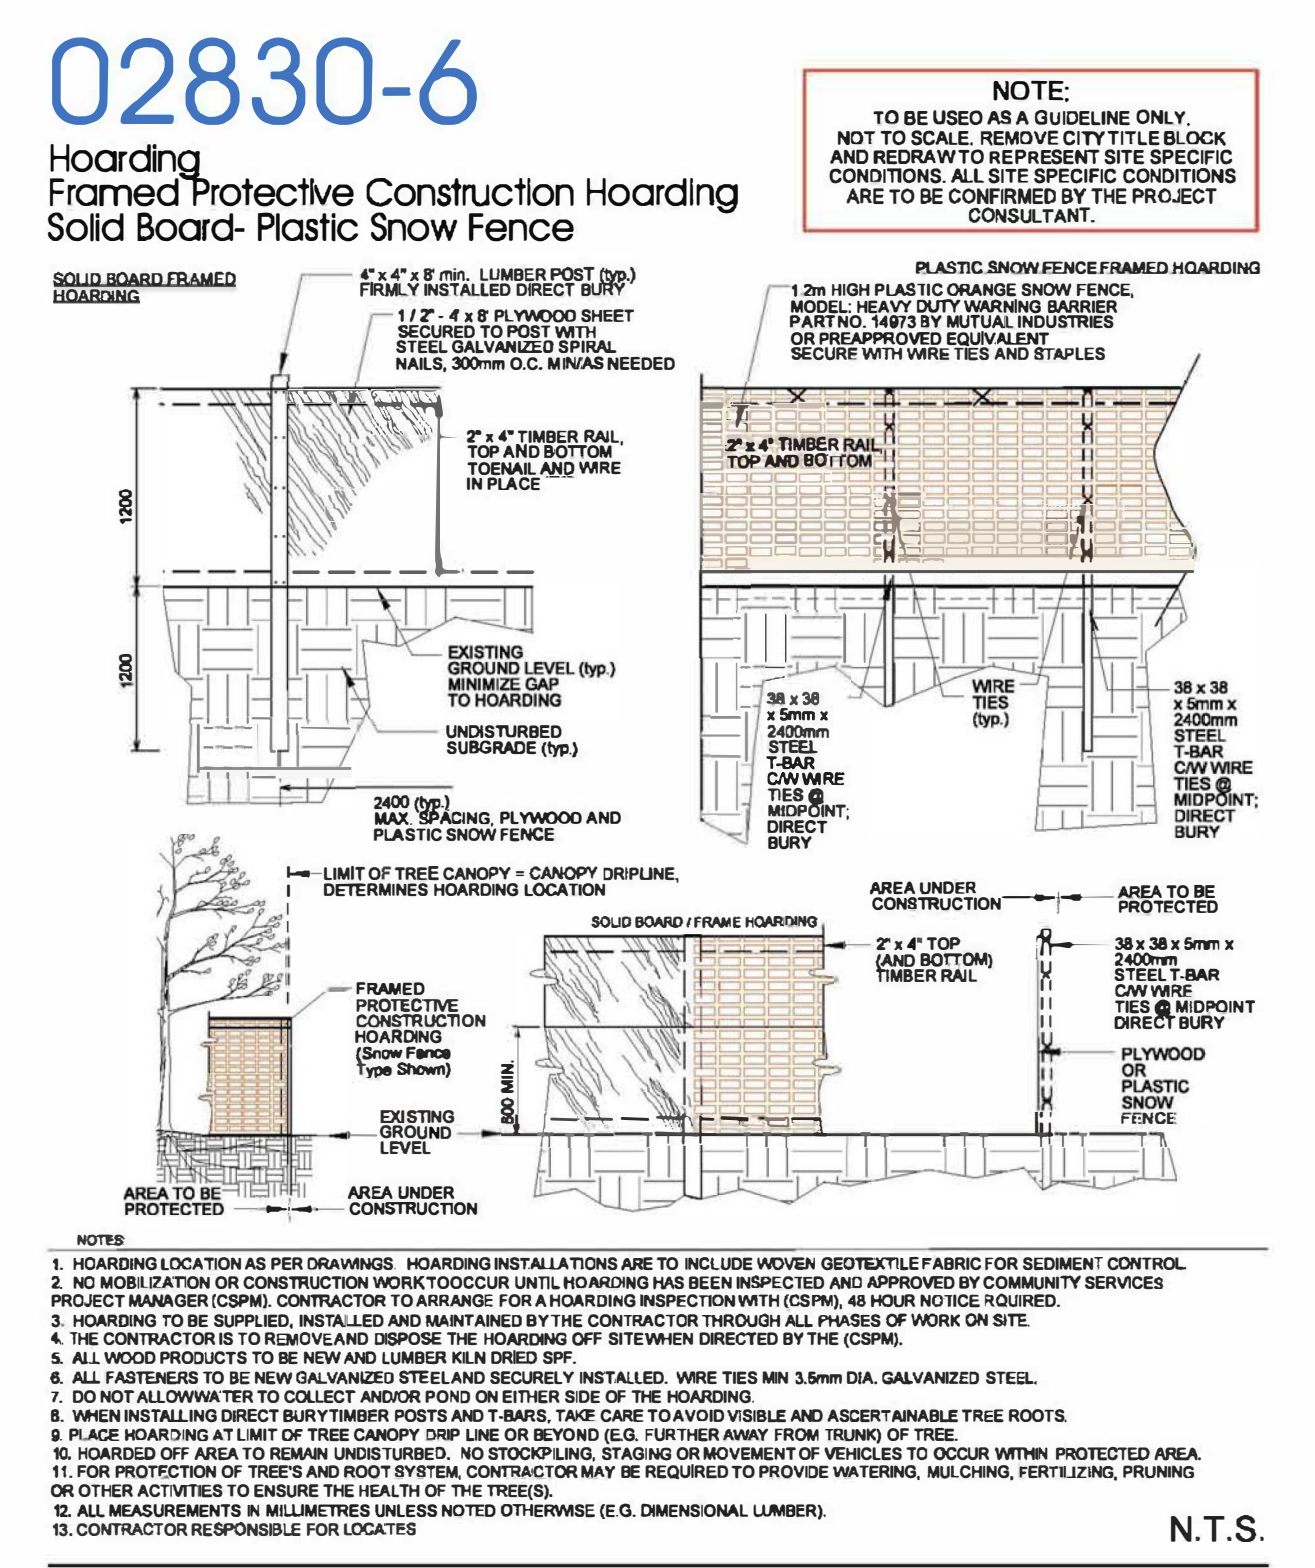 02830-6
Hoarding
Framed Protective Construction Hoarding
Solid Board- Plastic Snow Fence
NOTE:
TO BE USEO AS A GUIDELINE ONLY.
NOT TO SCALE. REMOVE CITY TITLE BLOCK
AND REDRAW TO REPRESENT SITE SPECIFIC
CONDITIONS. ALL SITE SPECIFIC CONDITIONS
ARE TO BE CONFIRMED BY THE PROJECT
CONSULTANT.
SOLID BOARD FRAMED
HOARDING
4" x 4" x 8' min. LUMBER POST (typ.)
FIRMLY INSTALLED DIRECT BURY
1/2" - 4' x 8' PLYWOOD SHEET
SECURED TO POST WITH
STEEL GALVANIZED SPIRAL
NAILS, 300mm O.C. MIN/AS NEEDED
2" x 4" TIMBER RAIL,
TOP AND BOTTOM
TOENAIL AND WIRE
IN PLACE
1200
1200
EXISTING
GROUND LEVEL (typ.)
MINIMIZE GAP
TO HOARDING
UNDISTURBED
SUBGRADE (typ.)
2400 (typ.)
MAX. SPACING, PLYWOOD AND
PLASTIC SNOW FENCE
PLASTIC SNOW FENCE FRAMED HOARDING
1.2m HIGH PLASTIC ORANGE SNOW FENCE,
MODEL: HEAVY DUTY WARNING BARRIER
PART NO. 14973 BY MUTUAL INDUSTRIES
OR PREAPPROVED EQUIVALENT
SECURE WITH WIRE TIES AND STAPLES
2" x 4" TIMBER RAIL,
TOP AND BOTTOM
38 x 38
x 5mm x
2400mm
STEEL
T-BAR
C/W WIRE
TIES @
MIDPOINT;
DIRECT
BURY
WIRE
TIES
(typ.)
38 x 38
x 5mm x
2400mm
STEEL
T-BAR
C/W WIRE
TIES @
MIDPOINT;
DIRECT
BURY
LIMIT OF TREE CANOPY = CANOPY DRIPLINE,
DETERMINES HOARDING LOCATION
FRAMED
PROTECTIVE
CONSTRUCTION
HOARDING
(Snow Fence
Type Shown)
EXISTING
GROUND
LEVEL
AREA TO BE
PROTECTED
AREA UNDER
CONSTRUCTION
SOLID BOARD / FRAME HOARDING
2" x 4" TOP
(AND BOTTOM)
TIMBER RAIL
MIN.
AREA UNDER
CONSTRUCTION
AREA TO BE
PROTECTED
38 x 38 x 5mm x
2400mm
STEEL T-BAR
C/W WIRE
TIES @ MIDPOINT
DIRECT BURY
PLYWOOD
OR
PLASTIC
SNOW
FENCE
NOTES
1. HOARDING LOCATION AS PER DRAWINGS. HOARDING INSTALLATIONS ARE TO INCLUDE WOVEN GEOTEXTILE FABRIC FOR SEDIMENT CONTROL.
2. NO MOBILIZATION OR CONSTRUCTION WORK TO OCCUR UNTIL HOARDING HAS BEEN INSPECTED AND APPROVED BY COMMUNITY SERVICES
PROJECT MANAGER (CSPM). CONTRACTOR TO ARRANGE FOR A HOARDING INSPECTION WITH (CSPM), 48 HOUR NOTICE RQUIRED.
3. HOARDING TO BE SUPPLIED, INSTALLED AND MAINTAINED BY THE CONTRACTOR THROUGH ALL PHASES OF WORK ON SITE.
4. THE CONTRACTOR IS TO REMOVE AND DISPOSE THE HOARDING OFF SITE WHEN DIRECTED BY THE (CSPM).
5. ALL WOOD PRODUCTS TO BE NEW AND LUMBER KILN DRIED SPF.
6. ALL FASTENERS TO BE NEW GALVANIZED STEEL AND SECURELY INSTALLED. WIRE TIES MIN 3.5mm DIA. GALVANIZED STEEL.
7. DO NOT ALLOW WATER TO COLLECT AND/OR POND ON EITHER SIDE OF THE HOARDING.
8. WHEN INSTALLING DIRECT BURY TIMBER POSTS AND T-BARS, TAKE CARE TO AVOID VISIBLE AND ASCERTAINABLE TREE ROOTS.
9. PLACE HOARDING AT LIMIT OF TREE CANOPY DRIP LINE OR BEYOND (E.G. FURTHER AWAY FROM TRUNK) OF TREE.
10. HOARDED OFF AREA TO REMAIN UNDISTURBED. NO STOCKPILING, STAGING OR MOVEMENT OF VEHICLES TO OCCUR WITHIN PROTECTED AREA.
11. FOR PROTECTION OF TREE'S AND ROOT SYSTEM, CONTRACTOR MAY BE REQUIRED TO PROVIDE WATERING, MULCHING, FERTILIZING, PRUNING
OR OTHER ACTIVITIES TO ENSURE THE HEALTH OF THE TREE(S).
12. ALL MEASUREMENTS IN MILLIMETRES UNLESS NOTED OTHERWISE (E.G. DIMENSIONAL LUMBER).
13. CONTRACTOR RESPONSIBLE FOR LOCATES
N.T.S.